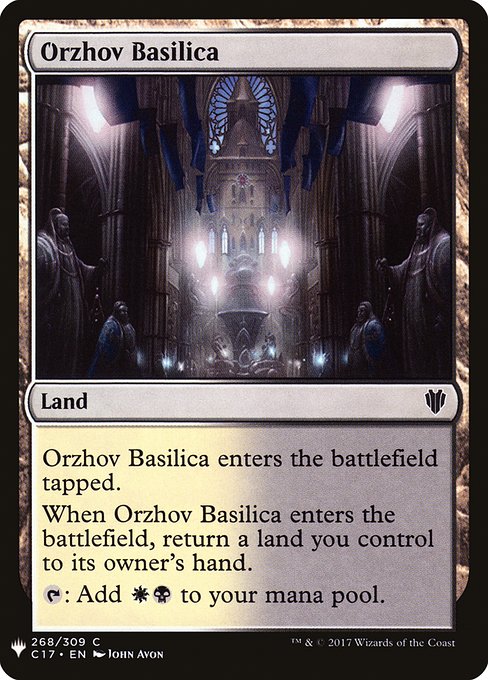 Orzhov Basilica
Land
Orzhov Basilica enters the battlefield
tapped.
When Orzhov Basilica enters the
battlefield, return a land you control
to its owner's hand.
: Add to your mana pool.
268/309 C
C17 • EN John Avon
™ & © 2017 Wizards of the Coast